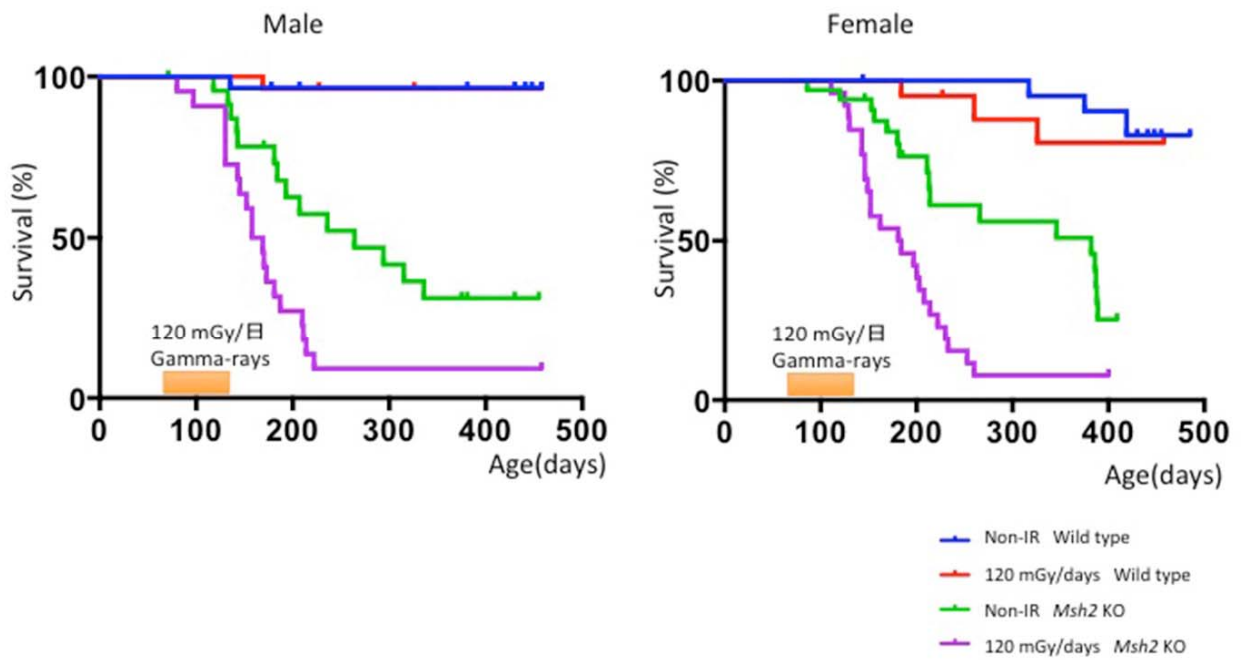 Male
100
50
0
Survival (%)
120 mGy/日
Gamma-rays
0 100 200 300 400 500
Age(days)
Female
100
50
0
Survival (%)
120 mGy/日
Gamma-rays
0 100 200 300 400 500
Age(days)
Non-IR Wild type
120 mGy/days Wild type
Non-IR Msh2 KO
120 mGy/days Msh2 KO